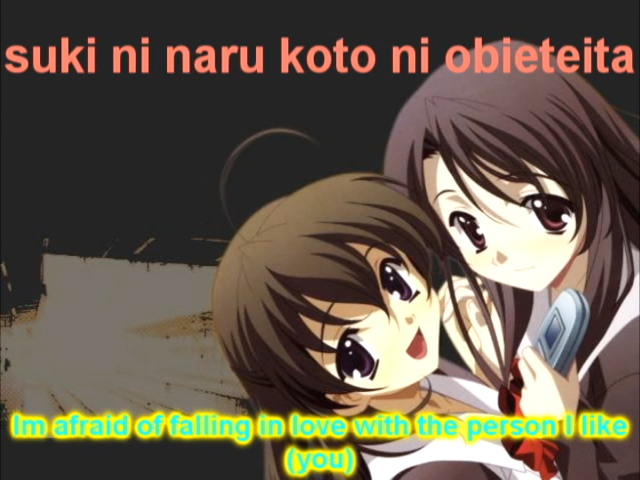 suki ni naru koto ni obieteita
Im afraid of falling in love with the person I like
(you)